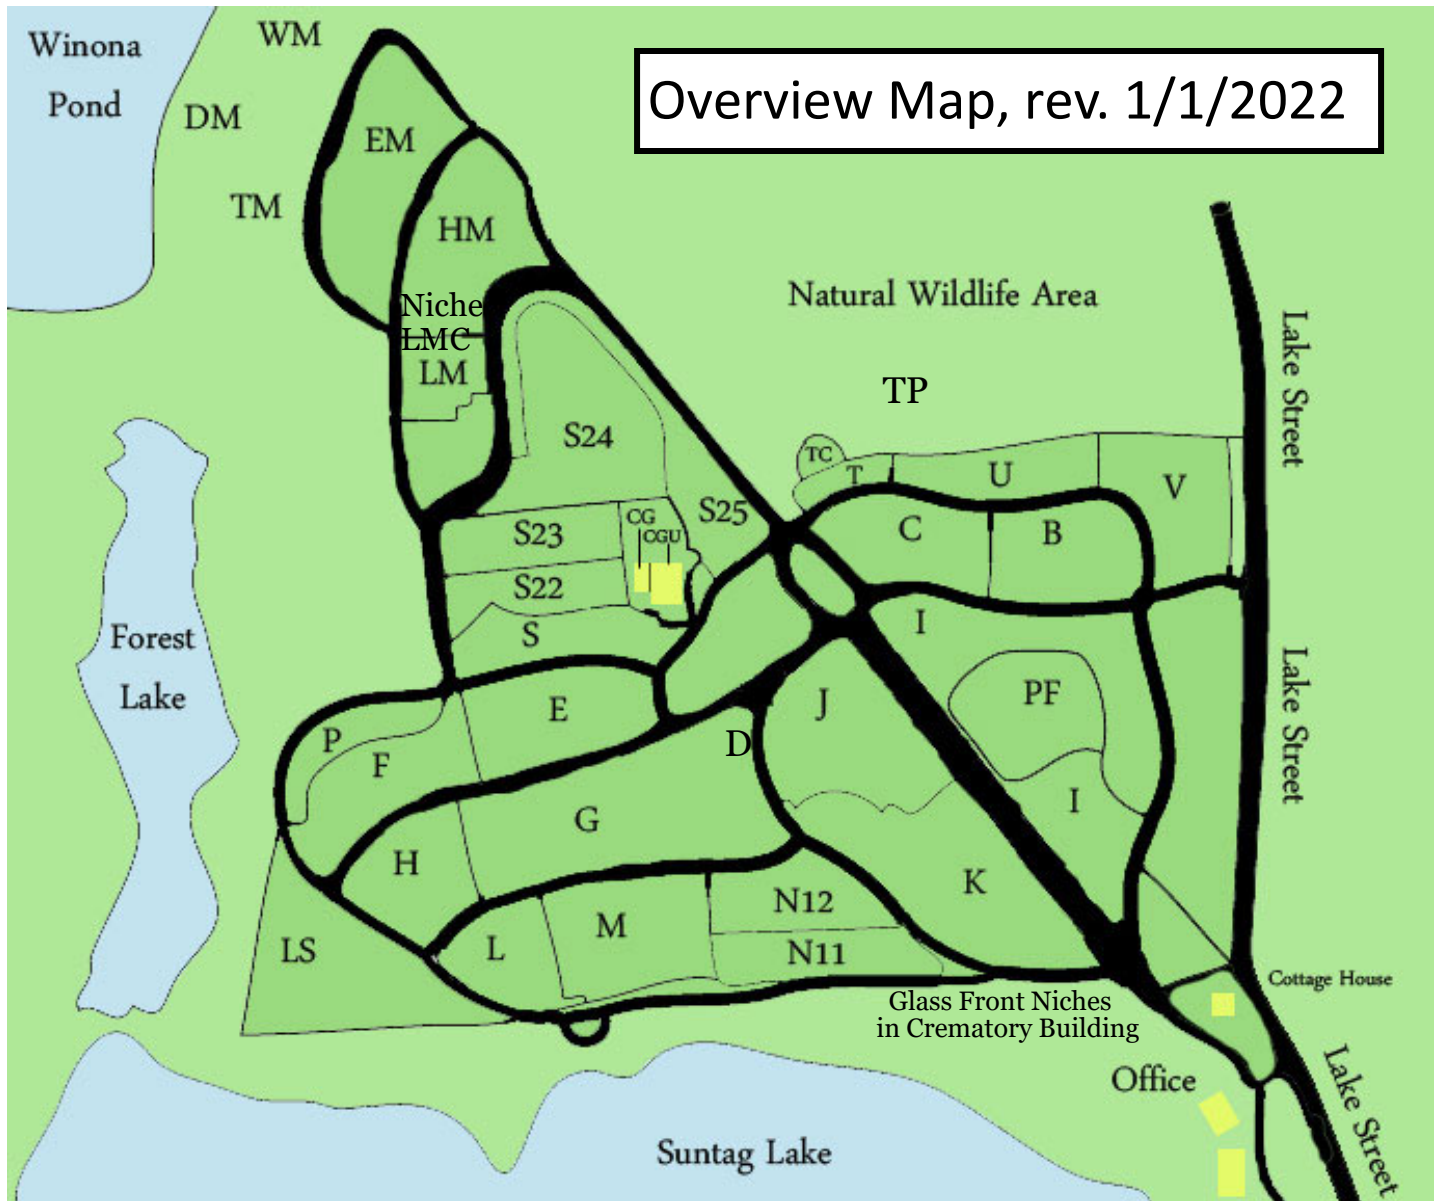 Winona
Pond
WM
DM
EM
TM
HM
Overview Map, rev. 1/1/2022
Natural Wildlife Area
Niche
LMC
LM
TP
Lake Street
S24
TC
T
U
V
S25
CG
CGU
S23
C
B
S22
S
I
Forest
Lake
E
J
PF
P
F
D
Lake Street
I
G
H
K
N12
M
L
LS
N11
Cottage House
Glass Front Niches
in Crematory Building
Office
Lake Street
Suntag Lake